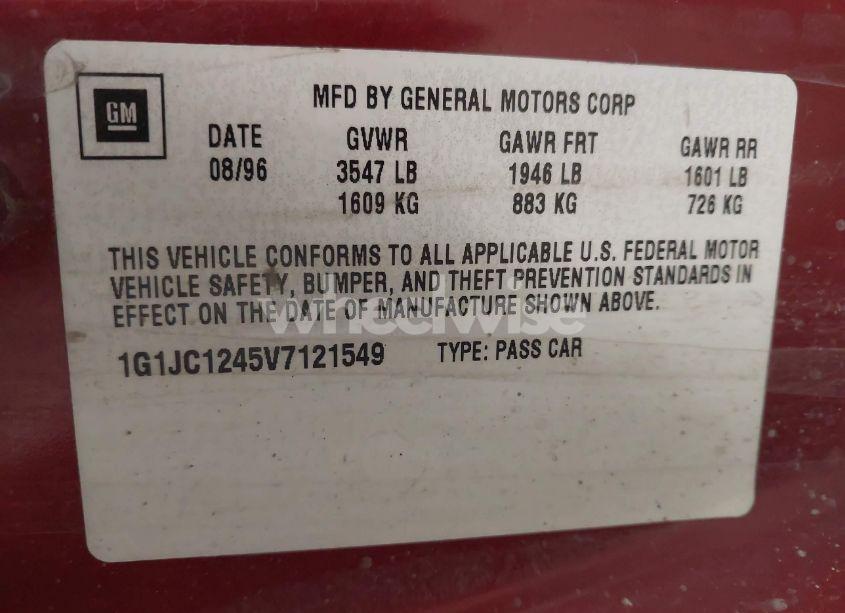 GM
MFD BY GENERAL MOTORS CORP
DATE GVWR GAWR FRT GAWR RR
08/96 3547 LB 1946 LB 1601 LB
1609 KG 883 KG 726 KG
THIS VEHICLE CONFORMS TO ALL APPLICABLE U.S. FEDERAL MOTOR
VEHICLE SAFETY, BUMPER, AND THEFT PREVENTION STANDARDS IN
EFFECT ON THE DATE OF MANUFACTURE SHOWN ABOVE.
wheelwise
1G1JC1245V7121549 TYPE: PASS CAR